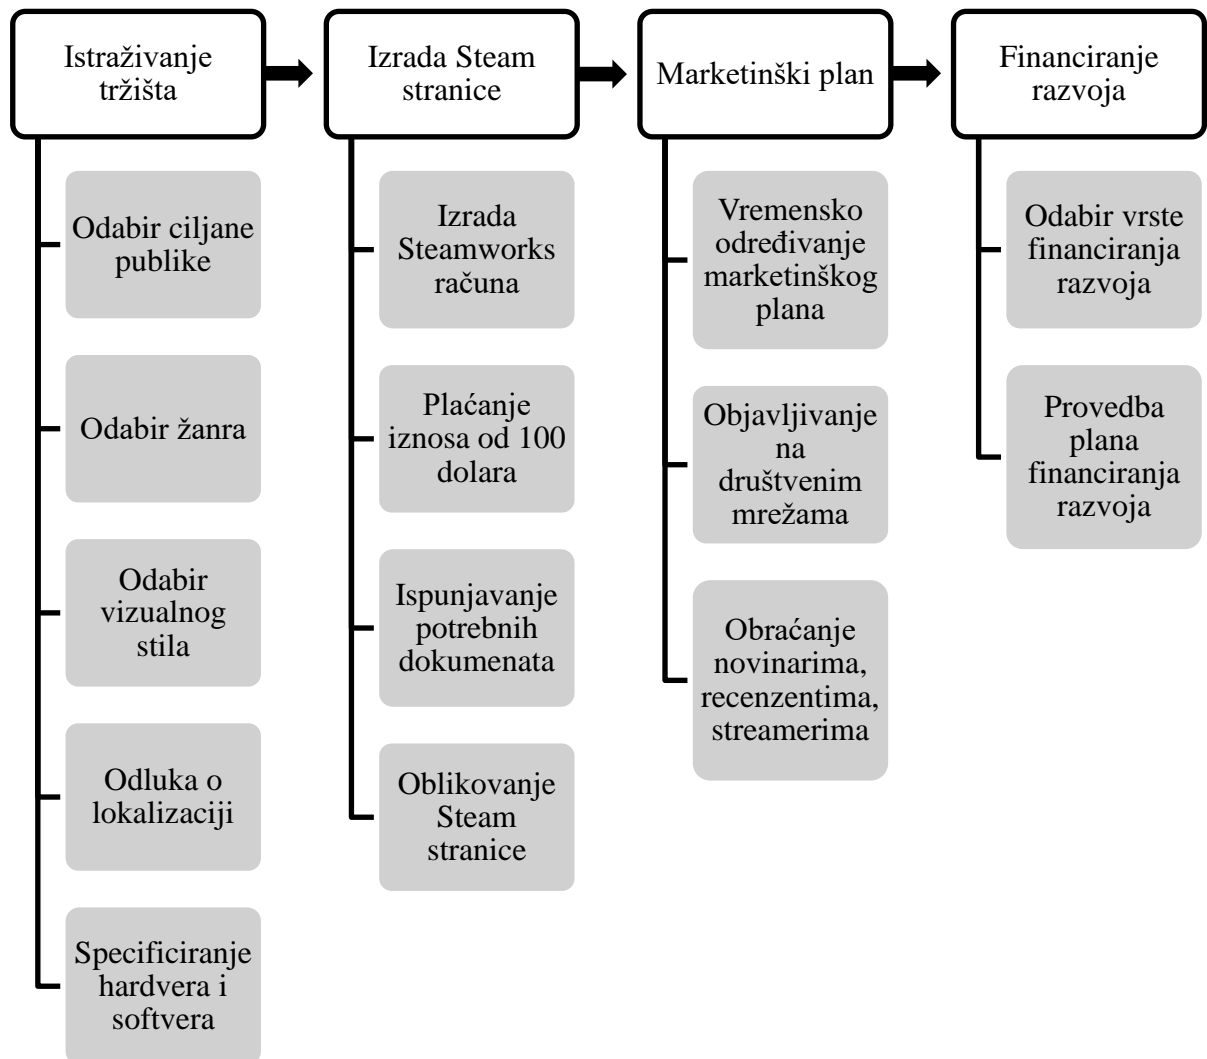 Istraživanje
tržišta
Odabir ciljane
publike
Odabir žanra
Odabir
vizualnog
stila
Odluka o
lokalizaciji
Specificiranje
hardvera i
softvera
Izrada Steam
stranice
Izrada
Steamworks
računa
Plaćanje
iznosa od 100
dolara
Ispunjavanje
potrebnih
dokumenata
Oblikovanje
Steam
stranice
Marketinški plan
Vremensko
određivanje
marketinškog
plana
Objavljivanje
na
društvenim
mrežama
Obraćanje
novinarima,
recenzentima,
streamerima
Financiranje
razvoja
Odabir vrste
financiranja
razvoja
Provedba
plana
financiranja
razvoja